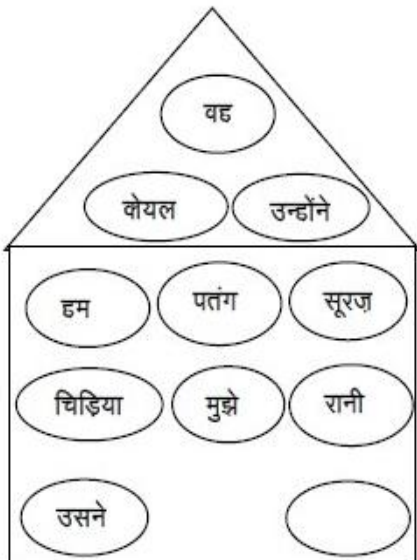 वह
कोयल उन्होंने
हम पतंग सूरज़
चिड़िया मुझे रानी
उसने